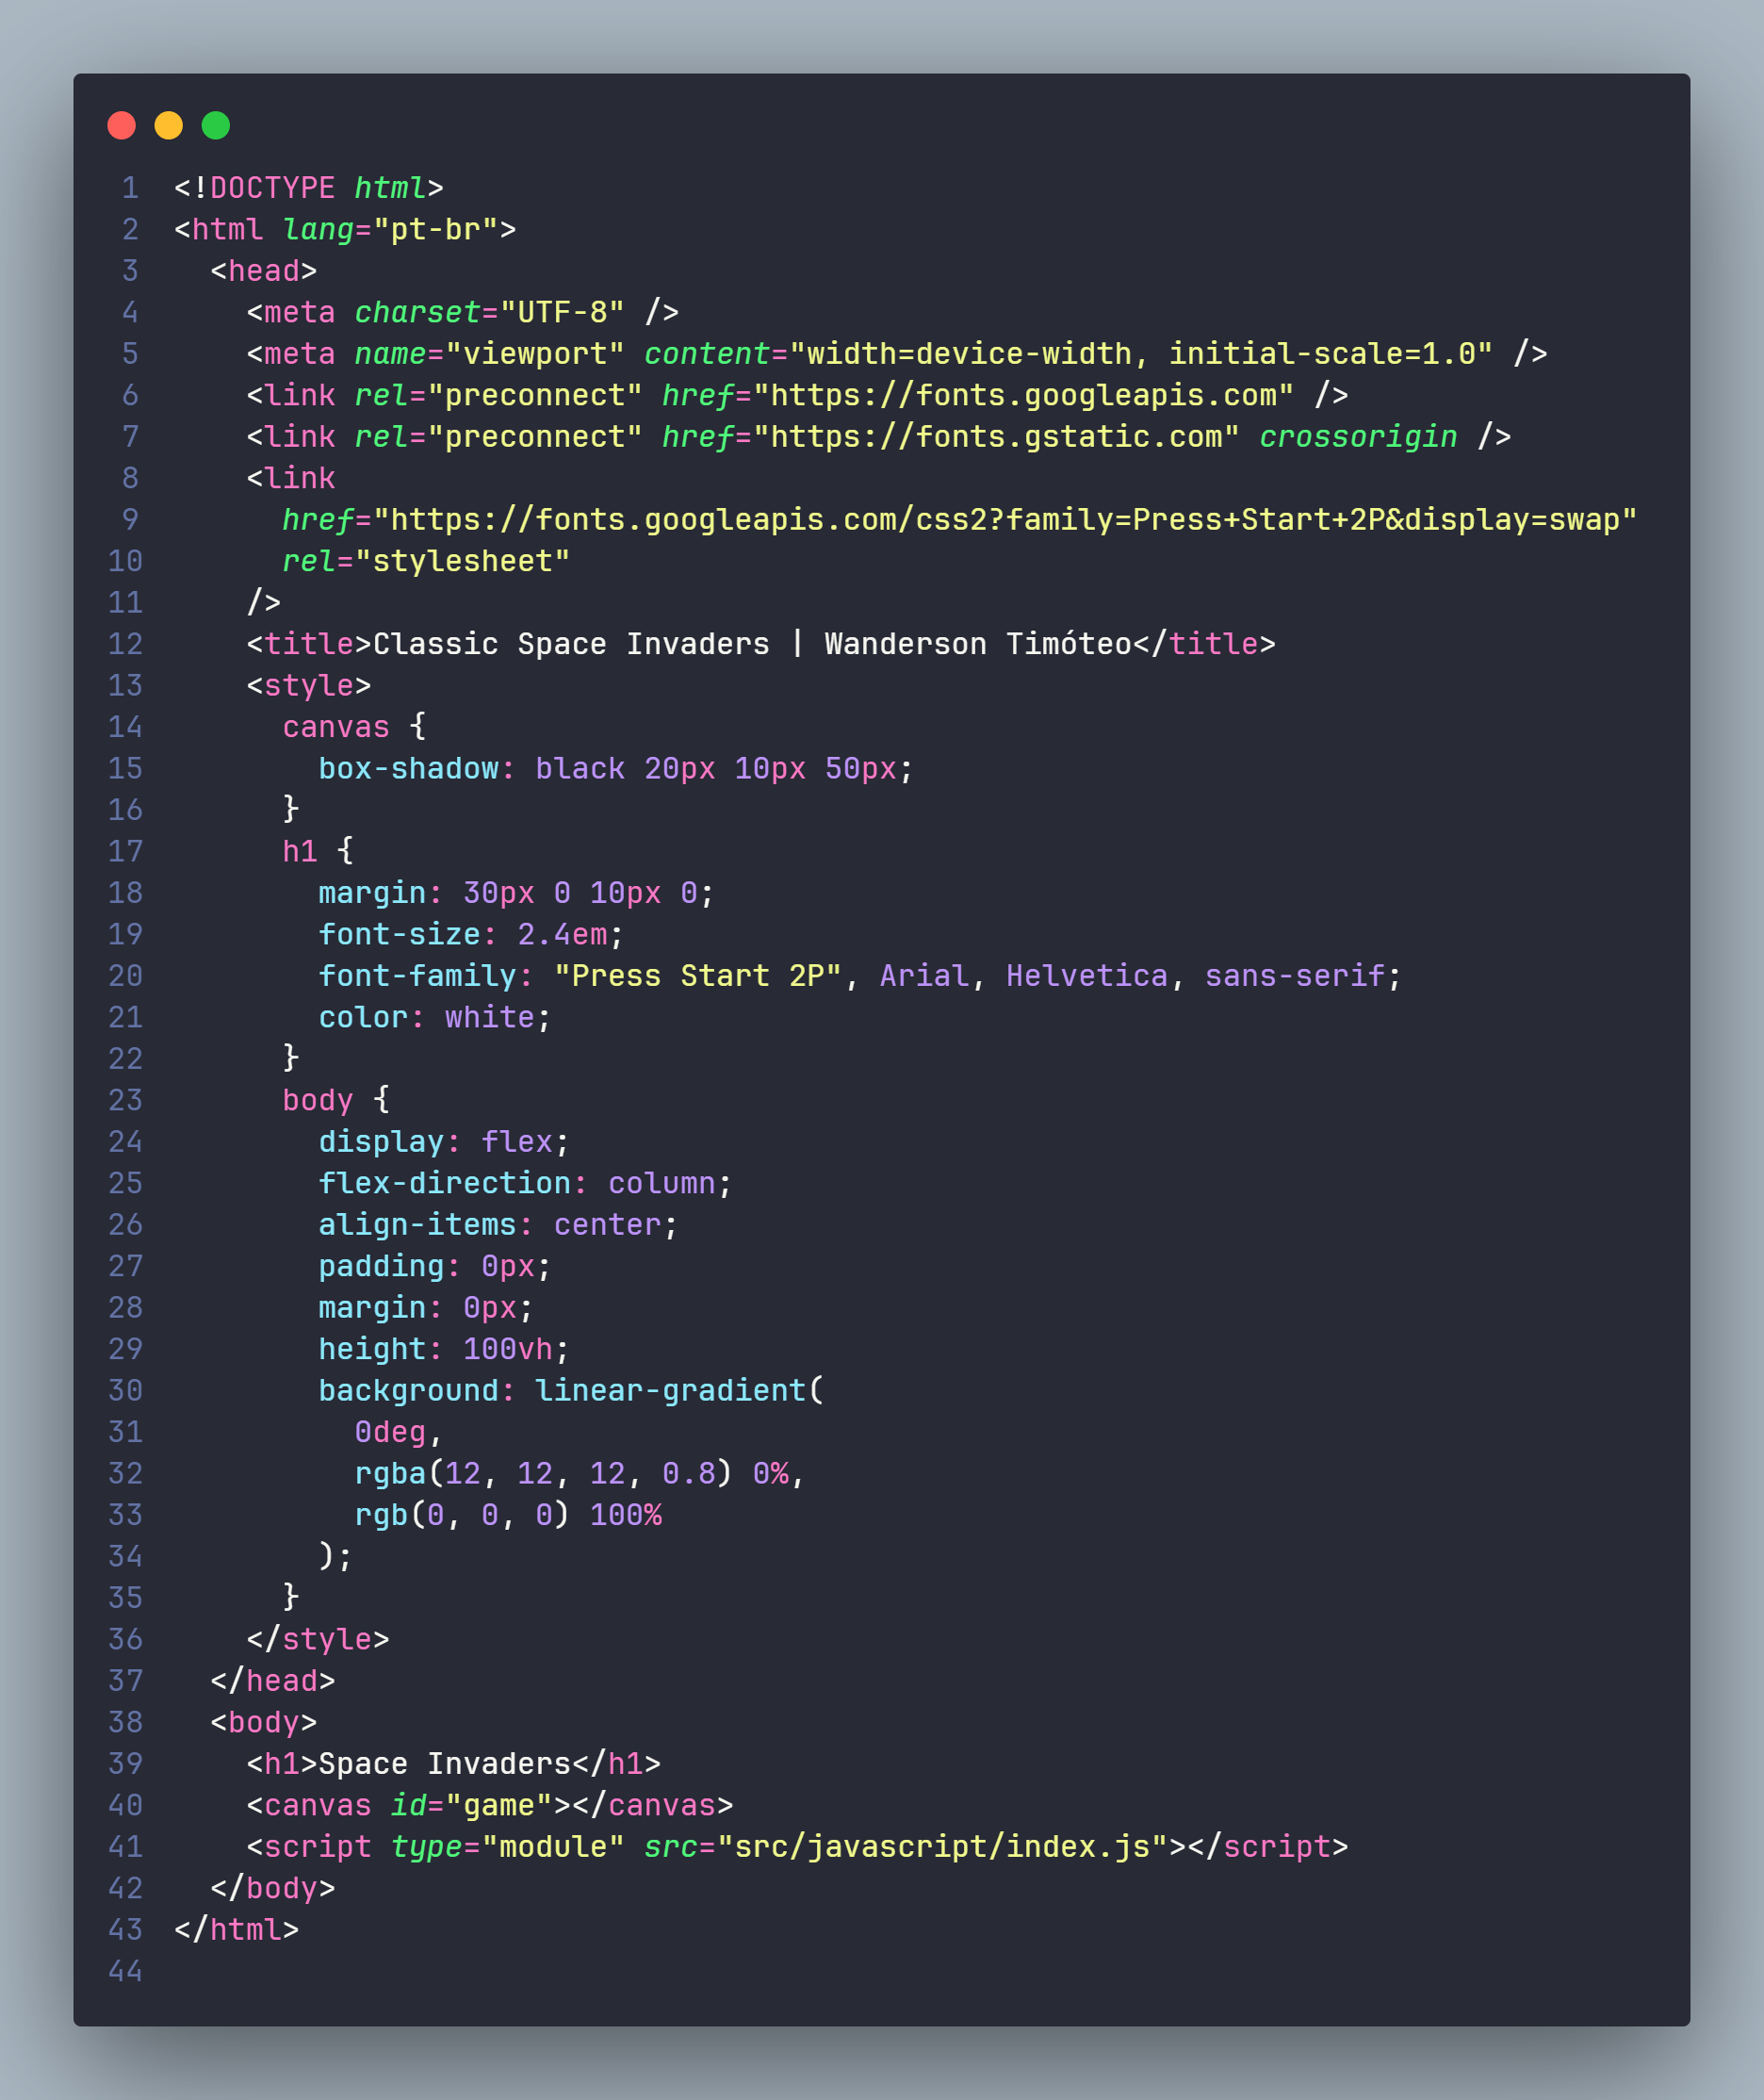 1 <!DOCTYPE html>
2 <html lang="pt-br">
3   <head>
4     <meta charset="UTF-8" />
5     <meta name="viewport" content="width=device-width, initial-scale=1.0" />
6     <link rel="preconnect" href="https://fonts.googleapis.com" />
7     <link rel="preconnect" href="https://fonts.gstatic.com" crossorigin />
8     <link
9       href="https://fonts.googleapis.com/css2?family=Press+Start+2P&display=swap"
10       rel="stylesheet"
11     />
12     <title>Classic Space Invaders | Wanderson Timóteo</title>
13     <style>
14       canvas {
15         box-shadow: black 20px 10px 50px;
16       }
17       h1 {
18         margin: 30px 0 10px 0;
19         font-size: 2.4em;
20         font-family: "Press Start 2P", Arial, Helvetica, sans-serif;
21         color: white;
22       }
23       body {
24         display: flex;
25         flex-direction: column;
26         align-items: center;
27         padding: 0px;
28         margin: 0px;
29         height: 100vh;
30         background: linear-gradient(
31           0deg,
32           rgba(12, 12, 12, 0.8) 0%,
33           rgb(0, 0, 0) 100%
34         );
35       }
36     </style>
37   </head>
38   <body>
39     <h1>Space Invaders</h1>
40     <canvas id="game"></canvas>
41     <script type="module" src="src/javascript/index.js"></script>
42   </body>
43 </html>
44